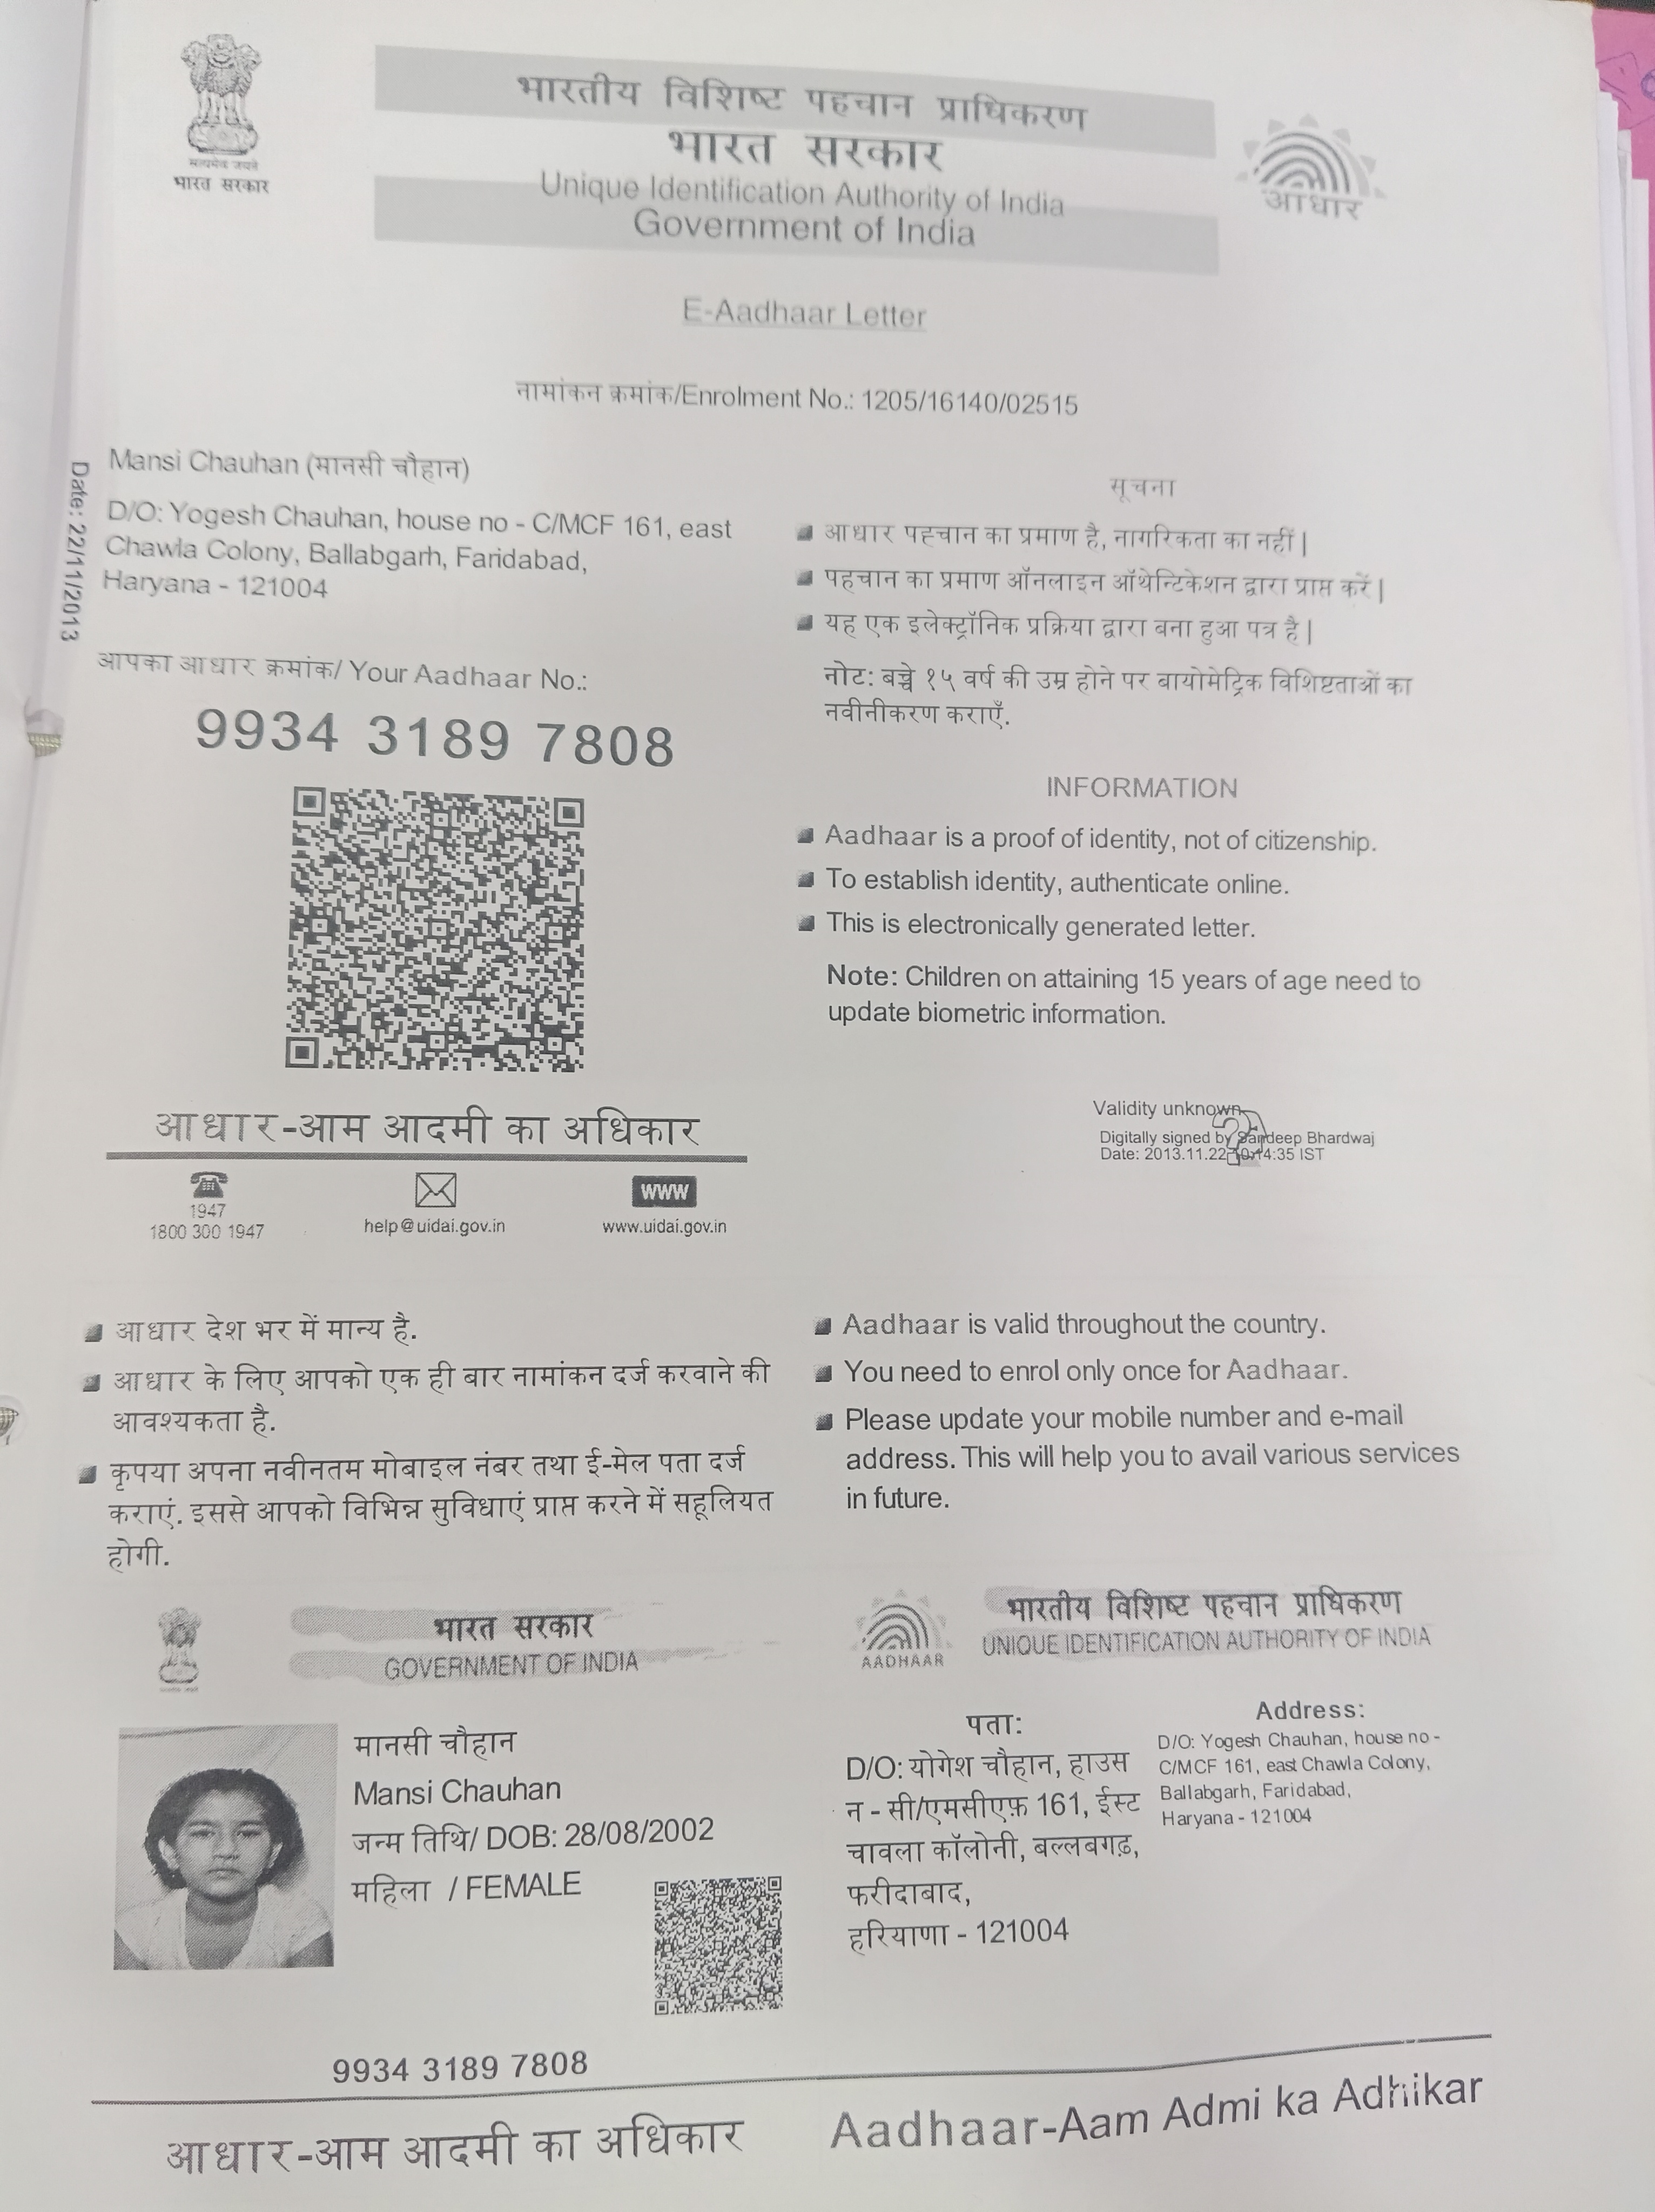 भारतीय विशिष्ट पहचान प्राधिकरण
भारत सरकार
Unique Identification Authority of India
Government of India
सत्यमेव जयते
भारत सरकार
आधार
E-Aadhaar Letter
नामांकन क्रमांक/Enrolment No.: 1205/16140/02515
Date: 22/11/2013
Mansi Chauhan (मानसी चौहान)
D/O: Yogesh Chauhan, house no - C/MCF 161, east
Chawla Colony, Ballabgarh, Faridabad,
Haryana - 121004
आपका आधार क्रमांक/ Your Aadhaar No.:
9934 3189 7808
सूचना
आधार पहचान का प्रमाण है, नागरिकता का नहीं |
पहचान का प्रमाण ऑनलाइन ऑथेन्टिकेशन द्वारा प्राप्त करें |
यह एक इलेक्ट्रॉनिक प्रक्रिया द्वारा बना हुआ पत्र है |
नोट: बच्चे १५ वर्ष की उम्र होने पर बायोमेट्रिक विशिष्टताओं का
नवीनीकरण कराएँ.
INFORMATION
Aadhaar is a proof of identity, not of citizenship.
To establish identity, authenticate online.
This is electronically generated letter.
Note: Children on attaining 15 years of age need to
update biometric information.
आधार-आम आदमी का अधिकार
1947
1800 300 1947
help@uidai.gov.in
www
www.uidai.gov.in
Validity unknown
Digitally signed by Sandeep Bhardwaj
Date: 2013.11.22 :14:35 IST
आधार देश भर में मान्य है.
आधार के लिए आपको एक ही बार नामांकन दर्ज करवाने की
आवश्यकता है.
कृपया अपना नवीनतम मोबाइल नंबर तथा ई-मेल पता दर्ज
कराएं. इससे आपको विभिन्न सुविधाएं प्राप्त करने में सहूलियत
होगी.
Aadhaar is valid throughout the country.
You need to enrol only once for Aadhaar.
Please update your mobile number and e-mail
address. This will help you to avail various services
in future.
भारत सरकार
GOVERNMENT OF INDIA
मानसी चौहान
Mansi Chauhan
जन्म तिथि/ DOB: 28/08/2002
महिला / FEMALE
9934 3189 7808
आधार-आम आदमी का अधिकार
AADHAAR
भारतीय विशिष्ट पहचान प्राधिकरण
UNIQUE IDENTIFICATION AUTHORITY OF INDIA
पता:
D/O: योगेश चौहान, हाउस
न - सी/एमसीएफ़ 161, ईस्ट
चावला कॉलोनी, बल्लबगढ़,
फरीदाबाद,
हरियाणा - 121004
Address:
D/O: Yogesh Chauhan, house no -
C/MCF 161, east Chawla Colony,
Ballabgarh, Faridabad,
Haryana - 121004
Aadhaar-Aam Admi ka Adhikar